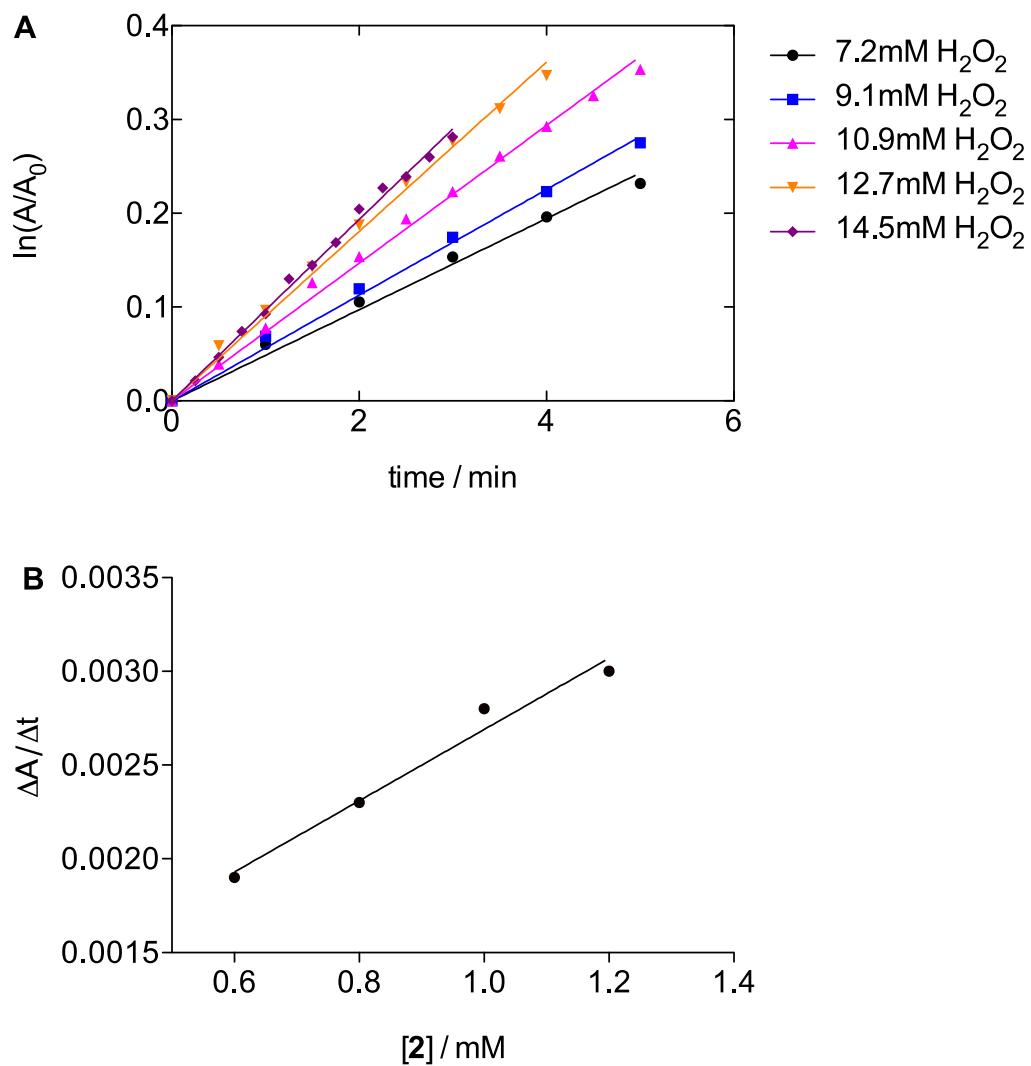 A
ln(A/A₀)
0.4
0.3
0.2
0.1
0.0
0
2
4
6
time / min
7.2mM H₂O₂
9.1mM H₂O₂
10.9mM H₂O₂
12.7mM H₂O₂
14.5mM H₂O₂
B
ΔA/Δt
0.0035
0.0030
0.0025
0.0020
0.0015
0.6
0.8
1.0
1.2
1.4
[2] / mM